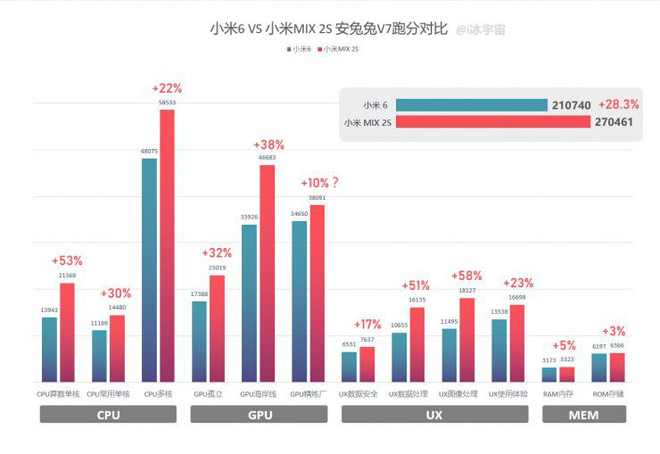 小米6 VS 小米MIX 2S 安兔兔V7跑分对比 @i冰宇宙
小米6 小米MIX 2S
小米 6 210740 +28.3%
小米 MIX 2S 270461
+53% +30% +22% +32% +38% +10%？ +17% +51% +58% +23% +5% +3%
13943 21369 11169 14480 48075 58533 17388 23019 33926 46683 34650 38091 6531 7637 10655 16135 11495 18127 13538 16698 3173 3323 6197 6366
CPU算数单核 CPU常用单核 CPU多核 GPU孤立 GPU海岸线 GPU精炼厂 UX数据安全 UX数据处理 UX图像处理 UX使用体验 RAM内存 ROM存储
CPU GPU UX MEM